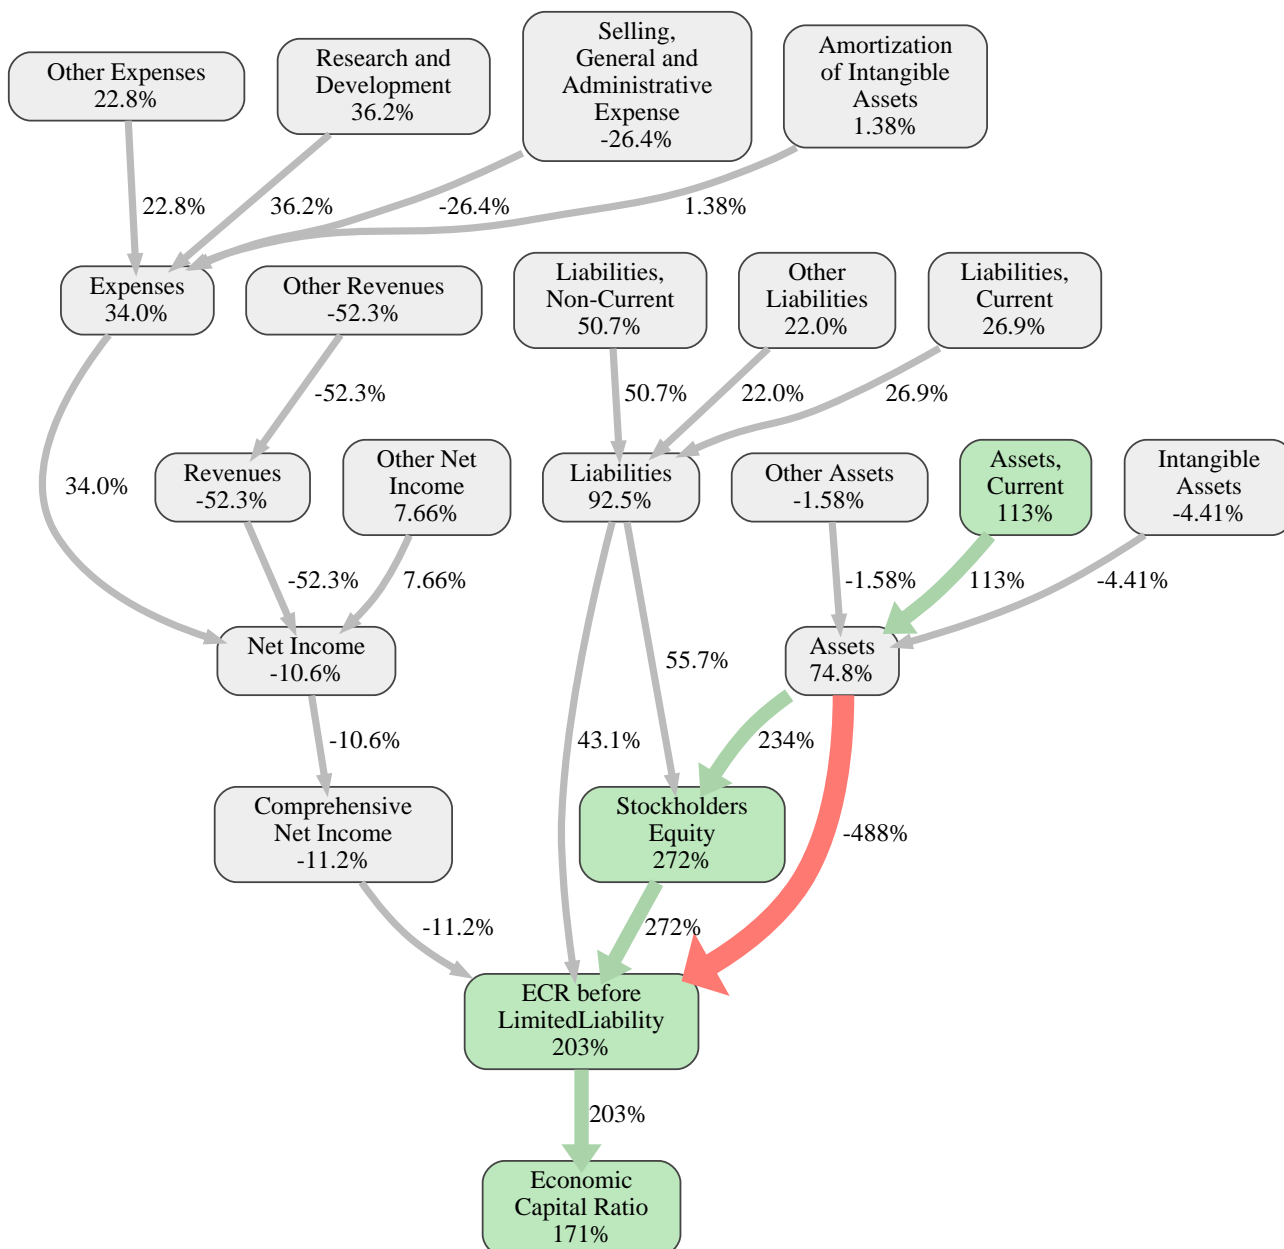 Other Expenses
22.8%
Research and
Development
36.2%
Selling,
General and
Administrative
Expense
-26.4%
Amortization
of Intangible
Assets
1.38%
22.8%
36.2%
-26.4%
1.38%
Expenses
34.0%
Other Revenues
-52.3%
Liabilities,
Non-Current
50.7%
Other
Liabilities
22.0%
Liabilities,
Current
26.9%
-52.3%
50.7%
22.0%
26.9%
34.0%
Revenues
-52.3%
Other Net
Income
7.66%
Liabilities
92.5%
Other Assets
-1.58%
Assets,
Current
113%
Intangible
Assets
-4.41%
-52.3%
7.66%
-1.58%
113%
-4.41%
Net Income
-10.6%
55.7%
Assets
74.8%
-10.6%
43.1%
234%
Comprehensive
Net Income
-11.2%
Stockholders
Equity
272%
-488%
-11.2%
272%
ECR before
LimitedLiability
203%
203%
Economic
Capital Ratio
171%